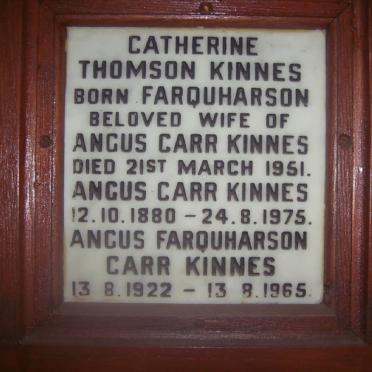 CATHERINE
THOMSON KINNES
BORN FARQUHARSON
BELOVED WIFE OF
ANGUS CARR KINNES
DIED 21ST MARCH 1951.
ANGUS CARR KINNES
12.10.1880 – 24.8.1975.
ANGUS FARQUHARSON
CARR KINNES
13 8.1922 – 13 8.1965.